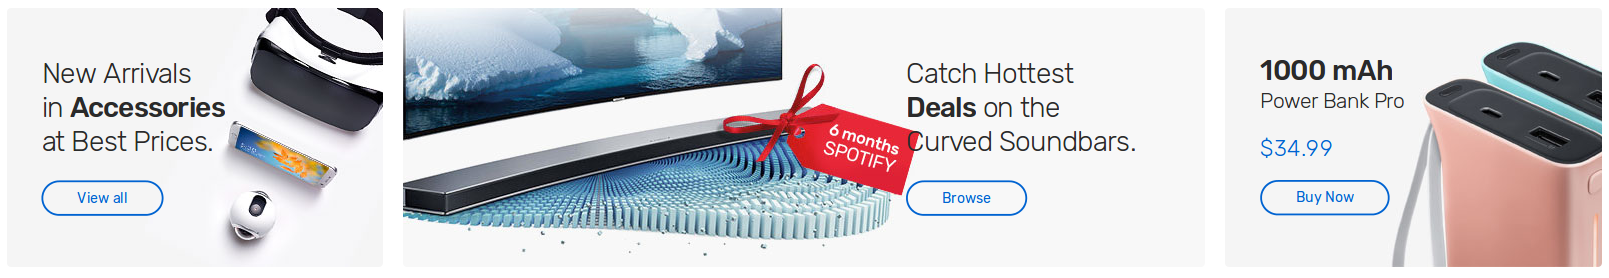 New Arrivals
in Accessories
at Best Prices.
View all
6 months
SPOTIFY
Catch Hottest
Deals on the
Curved Soundbars.
Browse
1000 mAh
Power Bank Pro
$34.99
Buy Now